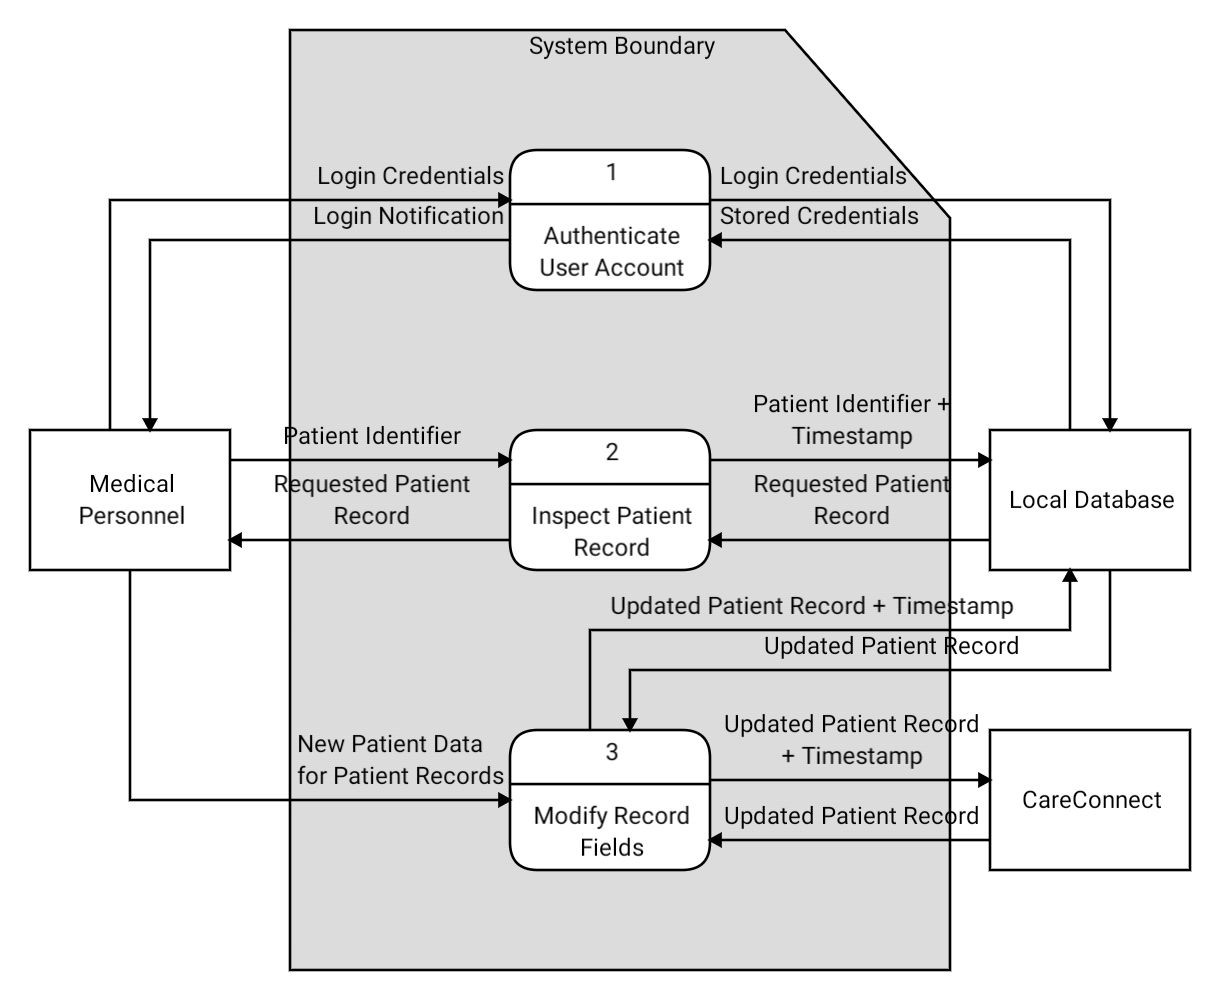 System Boundary
Login Credentials
Login Notification
1
Authenticate
User Account
Login Credentials
Stored Credentials
Medical
Personnel
Patient Identifier
Requested Patient
Record
2
Inspect Patient
Record
Patient Identifier +
Timestamp
Requested Patient
Record
Local Database
Updated Patient Record + Timestamp
Updated Patient Record
New Patient Data
for Patient Records
3
Modify Record
Fields
Updated Patient Record
+ Timestamp
Updated Patient Record
CareConnect